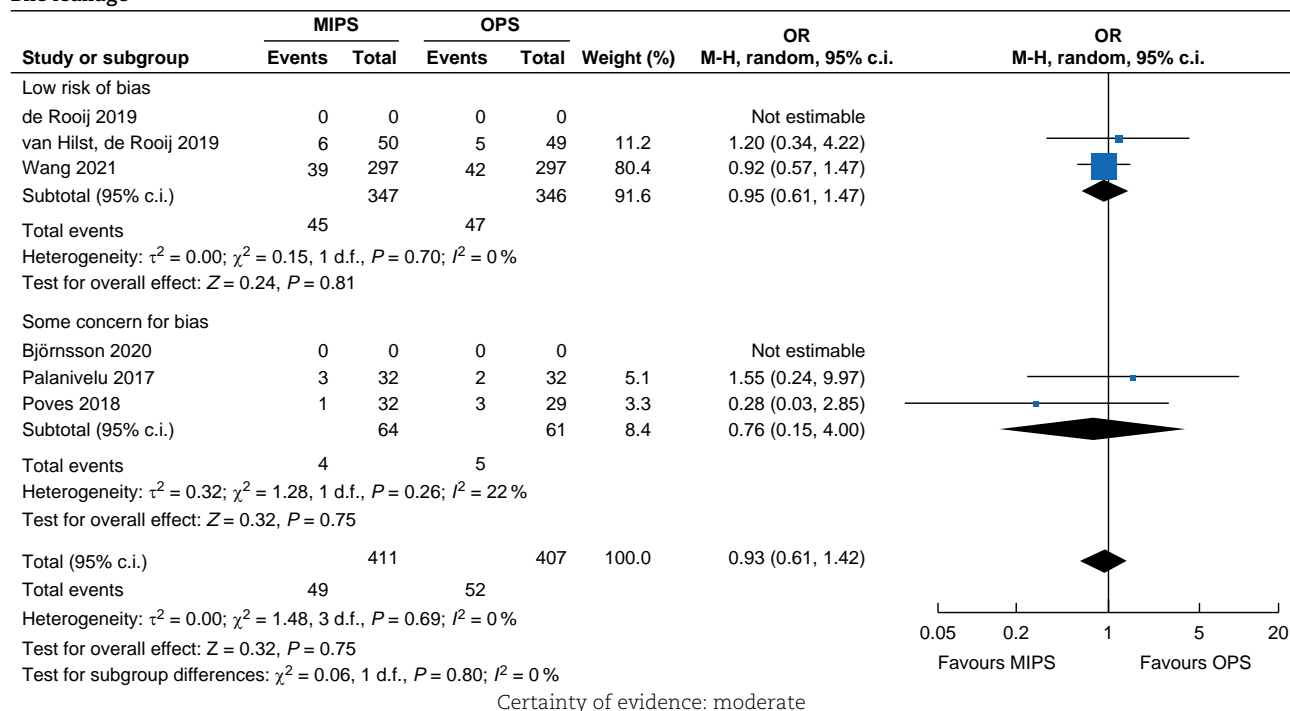 MIPS OPS OR OR
Study or subgroup Events Total Events Total Weight (%) M-H, random, 95% c.i. M-H, random, 95% c.i.
Low risk of bias
de Rooij 2019 0 0 0 0 Not estimable
van Hilst, de Rooij 2019 6 50 5 49 11.2 1.20 (0.34, 4.22)
Wang 2021 39 297 42 297 80.4 0.92 (0.57, 1.47)
Subtotal (95% c.i.) 347 346 91.6 0.95 (0.61, 1.47)
Total events 45 47
Heterogeneity: τ² = 0.00; χ² = 0.15, 1 d.f., P = 0.70; I² = 0 %
Test for overall effect: Z = 0.24, P = 0.81
Some concern for bias
Björnsson 2020 0 0 0 0 Not estimable
Palanivelu 2017 3 32 2 32 5.1 1.55 (0.24, 9.97)
Poves 2018 1 32 3 29 3.3 0.28 (0.03, 2.85)
Subtotal (95% c.i.) 64 61 8.4 0.76 (0.15, 4.00)
Total events 4 5
Heterogeneity: τ² = 0.32; χ² = 1.28, 1 d.f., P = 0.26; I² = 22 %
Test for overall effect: Z = 0.32, P = 0.75
Total (95% c.i.) 411 407 100.0 0.93 (0.61, 1.42)
Total events 49 52
Heterogeneity: τ² = 0.00; χ² = 1.48, 3 d.f., P = 0.69; I² = 0 %
Test for overall effect: Z = 0.32, P = 0.75
Test for subgroup differences: χ² = 0.06, 1 d.f., P = 0.80; I² = 0 %
0.05 0.2 1 5 20
Favours MIPS Favours OPS
Certainty of evidence: moderate